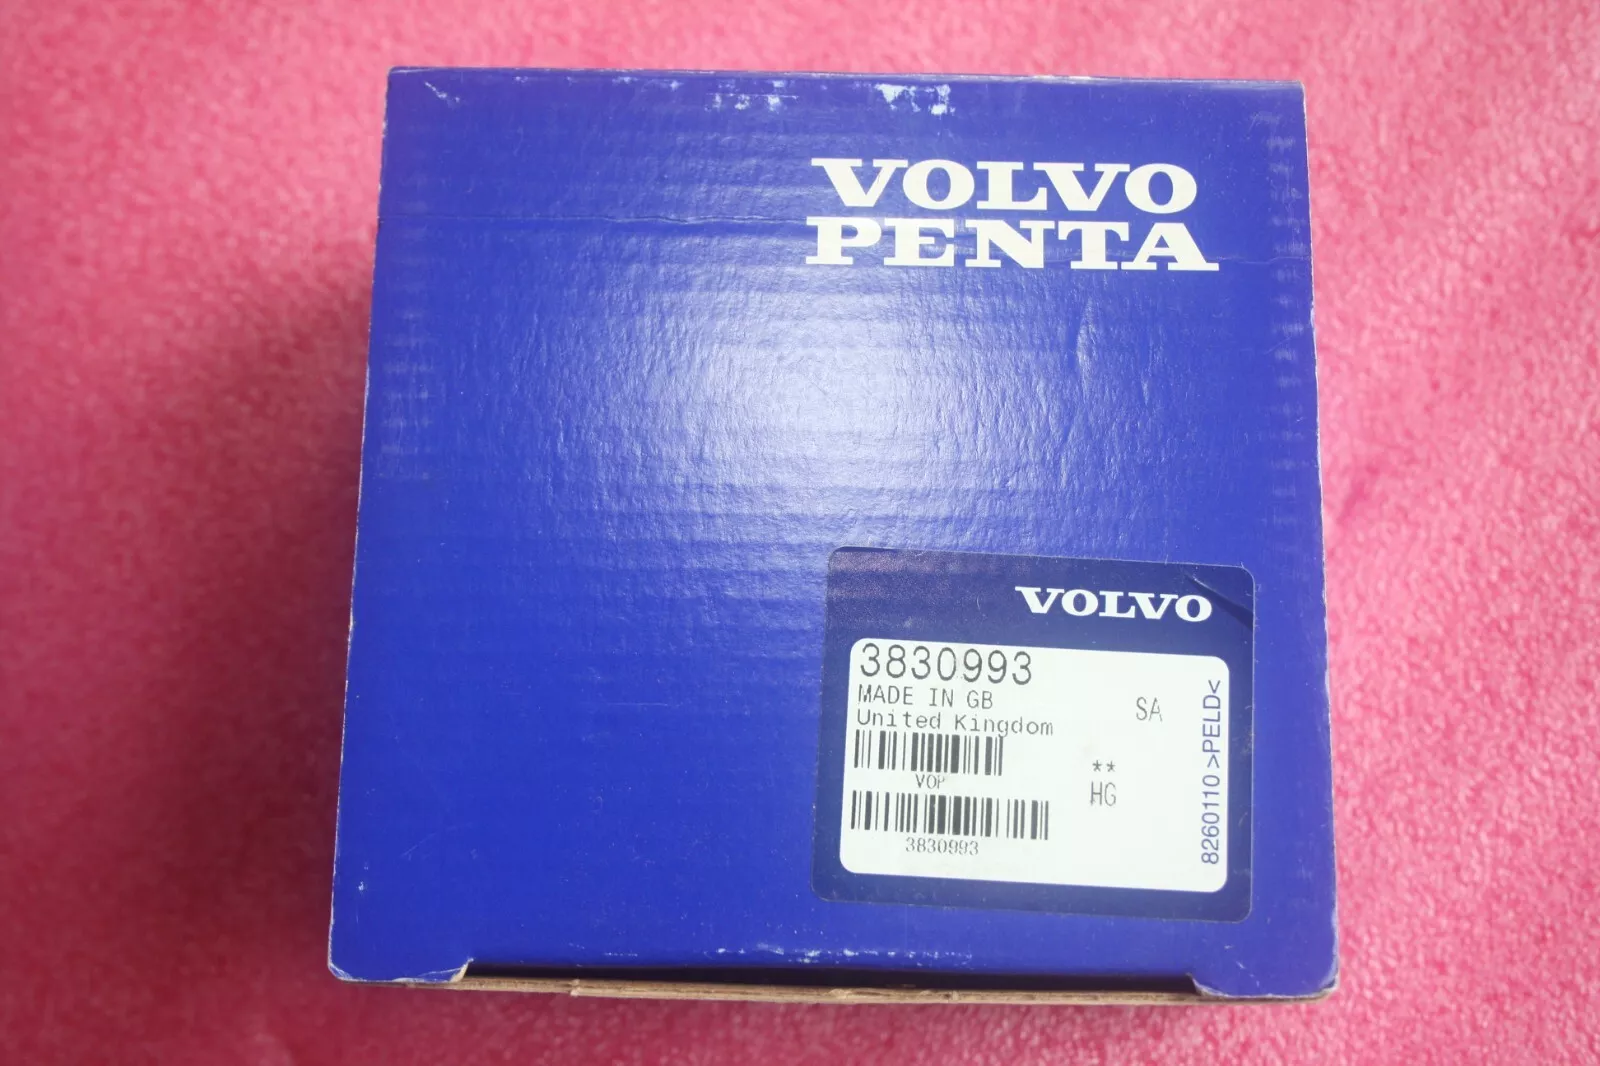 VOLVO
PENTA
VOLVO
3830993
MADE IN GB
SA
United Kingdom
VOP
**
HG
3830993
8260110 >PELD<